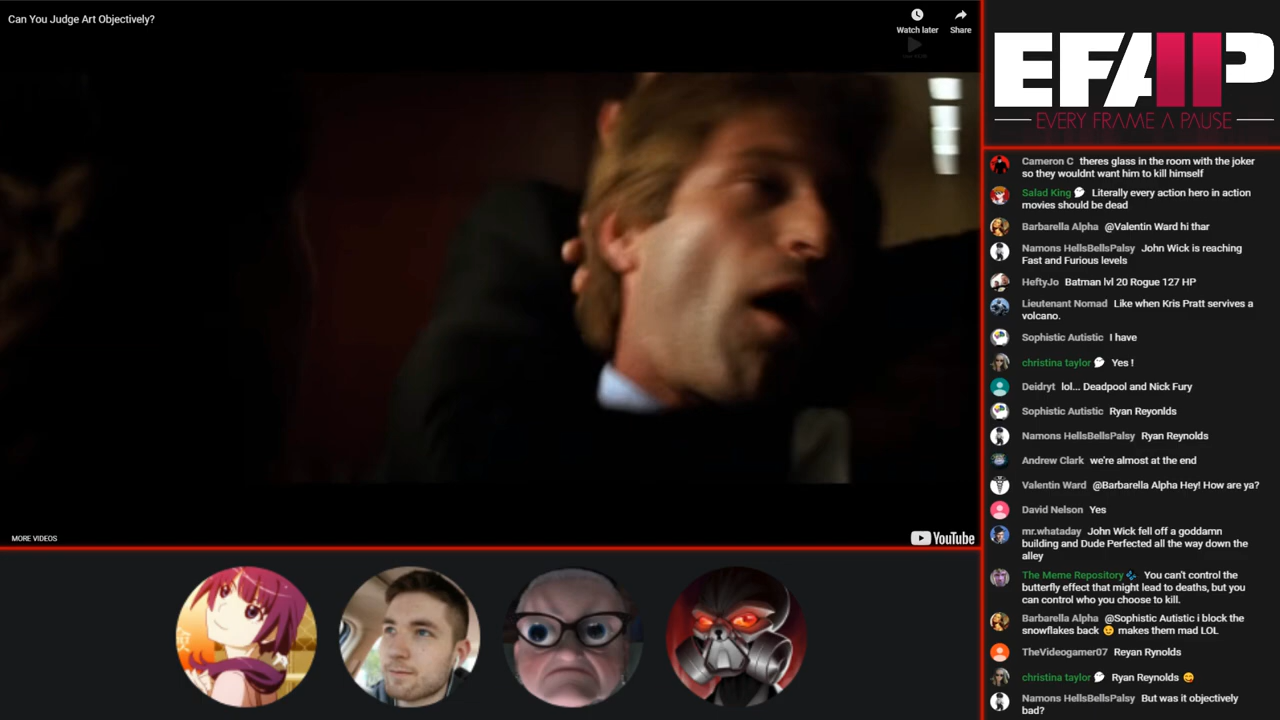 Can You Judge Art Objectively?
Watch later
Share
MORE VIDEOS
YouTube
EFAP
EVERY FRAME A PAUSE
Cameron C theres glass in the room with the joker
so they wouldnt want him to kill himself
Salad King Literally every action hero in action
movies should be dead
Barbarella Alpha @Valentin Ward hi thar
Namons HellsBellsPalsy John Wick is reaching
Fast and Furious levels
HeftyJo Batman lvl 20 Rogue 127 HP
Lieutenant Nomad Like when Kris Pratt servives a
volcano.
Sophistic Autistic I have
christina taylor Yes !
Deidryt lol... Deadpool and Nick Fury
Sophistic Autistic Ryan Reyonlds
Namons HellsBellsPalsy Ryan Reynolds
Andrew Clark we're almost at the end
Valentin Ward @Barbarella Alpha Hey! How are ya?
David Nelson Yes
mr.whataday John Wick fell off a goddamn
building and Dude Perfected all the way down the
alley
The Meme Repository You can't control the
butterfly effect that might lead to deaths, but you
can control who you choose to kill.
Barbarella Alpha @Sophistic Autistic i block the
snowflakes back 😉 makes them mad LOL
TheVideogamer07 Reyan Rynolds
christina taylor Ryan Reynolds 😋
Namons HellsBellsPalsy But was it objectively
bad?